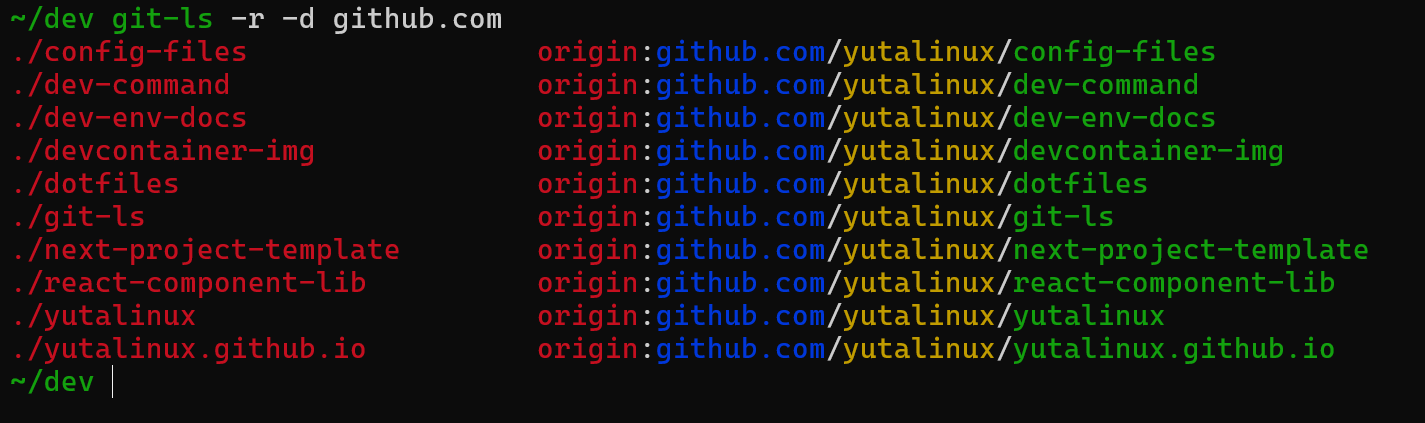 ~/dev git-ls -r -d github.com
./config-files origin:github.com/yutalinux/config-files
./dev-command origin:github.com/yutalinux/dev-command
./dev-env-docs origin:github.com/yutalinux/dev-env-docs
./devcontainer-img origin:github.com/yutalinux/devcontainer-img
./dotfiles origin:github.com/yutalinux/dotfiles
./git-ls origin:github.com/yutalinux/git-ls
./next-project-template origin:github.com/yutalinux/next-project-template
./react-component-lib origin:github.com/yutalinux/react-component-lib
./yutalinux origin:github.com/yutalinux/yutalinux
./yutalinux.github.io origin:github.com/yutalinux/yutalinux.github.io
~/dev